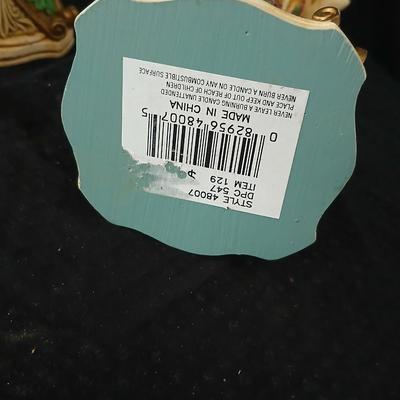 STYLE 48007
DPC 547
ITEM 129
0 82956 48007 5
MADE IN CHINA
NEVER LEAVE A BURNING CANDLE UNATTENDED
PLACE AND KEEP OUT OF REACH OF CHILDREN
NEVER BURN A CANDLE ON ANY COMBUSTIBLE SURFACE